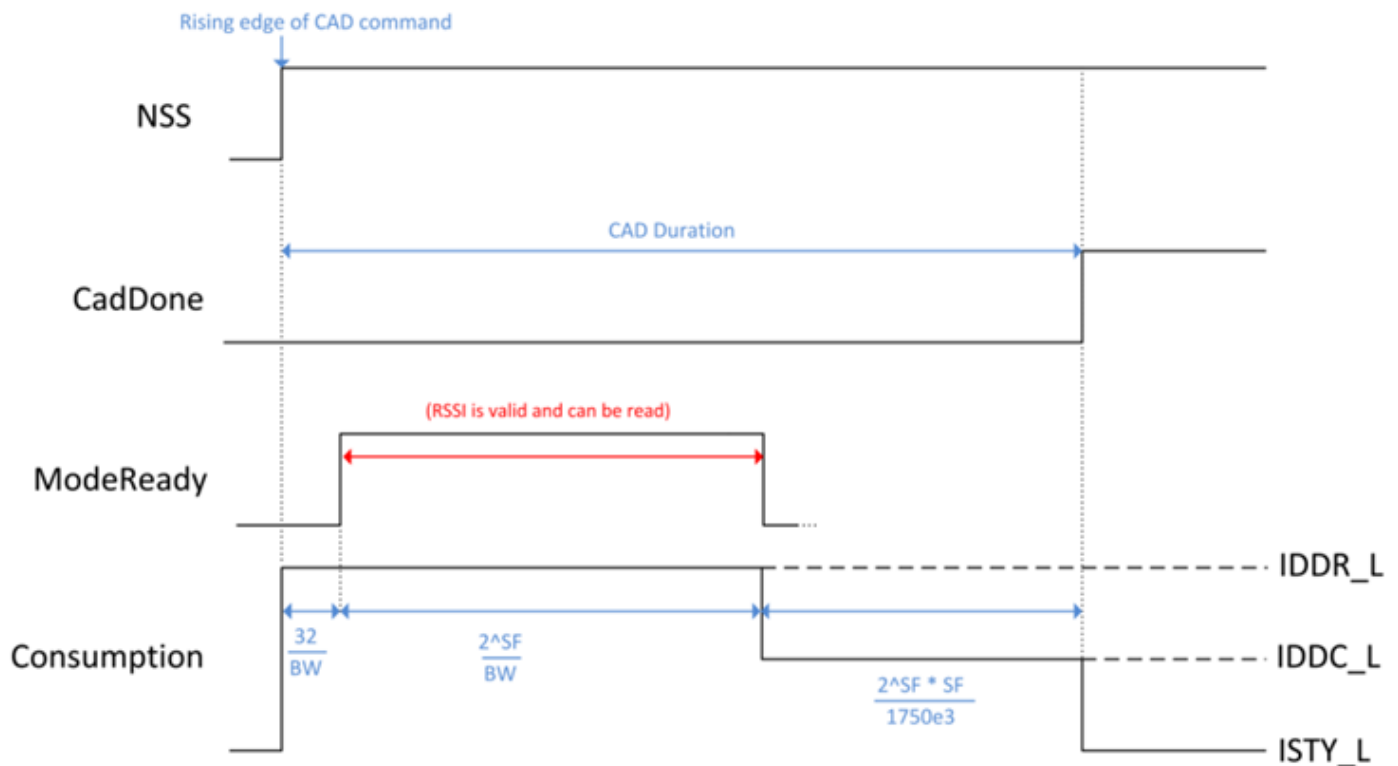 Rising edge of CAD command
NSS
CAD Duration
CadDone
(RSSI is valid and can be read)
ModeReady
IDDR_L
32
BW
2^SF
BW
Consumption
IDDC_L
2^SF * SF
1750e3
ISTY_L